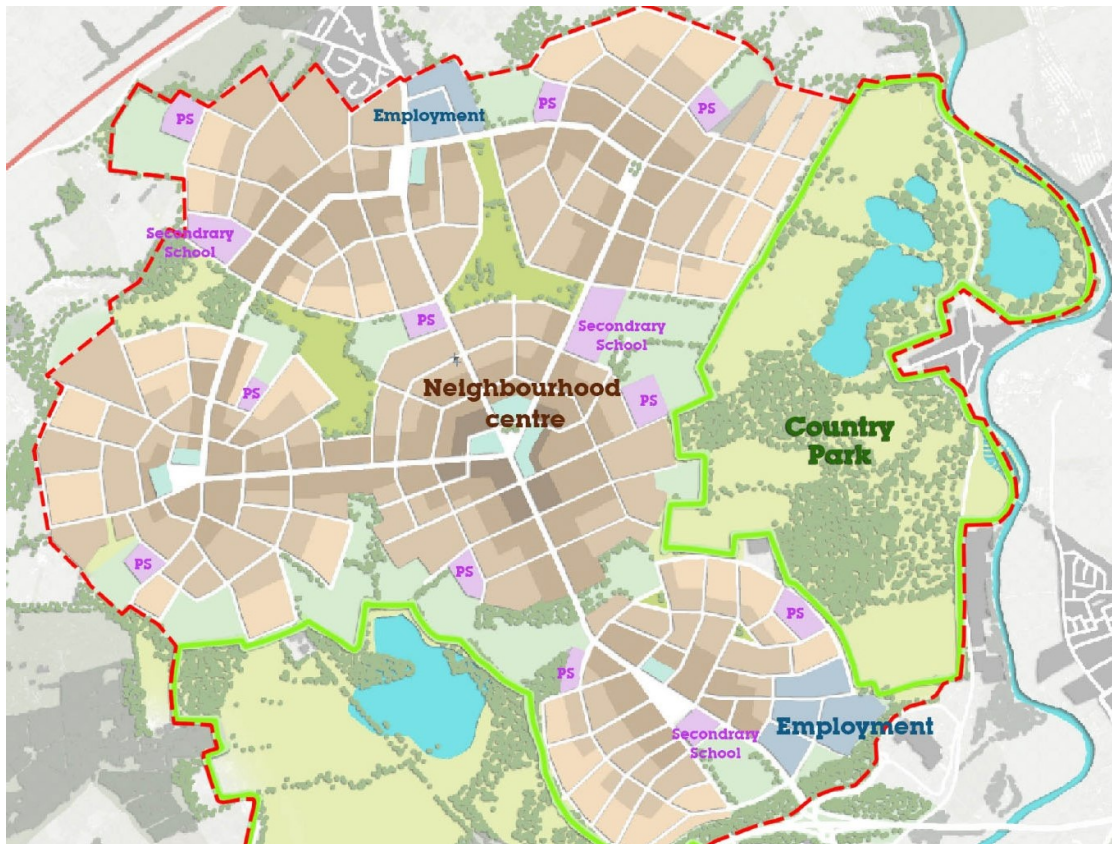 PS
PS
PS
Employment
Secondrary
School
PS
Secondrary
School
PS
Neighbourhood
centre
PS
Country
Park
PS
PS
PS
PS
Secondrary
School
Employment